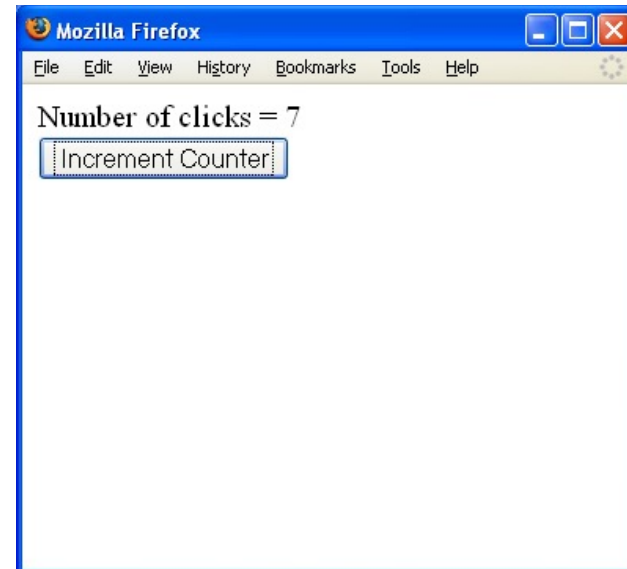 Mozilla Firefox
File Edit View History Bookmarks Tools Help
Number of clicks = 7
Increment Counter